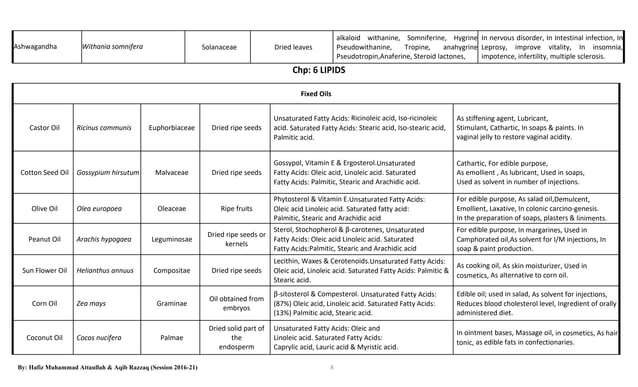 Ashwagandha Withania somnifera Solanaceae Dried leaves
alkaloid withanine, Somniferine, Hygrine
Pseudowithanine, Tropine, anahygrine
Pseudotropin,Anaferine, Steroid lactones,
In nervous disorder, In Intestinal infection, In
Leprosy, improve vitality, In insomnia,
impotence, infertility, multiple sclerosis.
Chp: 6 LIPIDS
Fixed Oils
Castor Oil Ricinus communis Euphorbiaceae Dried ripe seeds
Unsaturated Fatty Acids: Ricinoleic acid, Iso-ricinoleic
acid. Saturated Fatty Acids: Stearic acid, Iso-stearic acid,
Palmitic acid.
As stiffening agent, Lubricant,
Stimulant, Cathartic, In soaps & paints. In
vaginal jelly to restore vaginal acidity.
Cotton Seed Oil Gossypium hirsutum Malvaceae Dried ripe seeds
Gossypol, Vitamin E & Ergosterol.Unsaturated
Fatty Acids: Oleic acid, Linoleic acid. Saturated
Fatty Acids: Palmitic, Stearic and Arachidic acid.
Cathartic, For edible purpose,
As emollient , As lubricant, Used in soaps,
Used as solvent in number of injections.
Olive Oil Olea europaea Oleaceae Ripe fruits
Phytosterol & Vitamin E.Unsaturated Fatty Acids:
Oleic acid Linoleic acid. Saturated fatty acid:
Palmitic, Stearic and Arachidic acid
For edible purpose, As salad oil,Demulcent,
Emollient, Laxative, In colonic carcino-genesis.
In the preparation of soaps, plasters & liniments.
Peanut Oil Arachis hypogaea Leguminosae
Dried ripe seeds or
kernels
Sterol, Stochopherol & β-carotenes, Unsaturated
Fatty Acids: Oleic acid Linoleic acid. Saturated
Fatty Acids:Palmitic, Stearic and Arachidic acid
For edible purpose, In margarines, Used in
Camphorated oil,As solvent for I/M injections, In
soap & paint production.
Sun Flower Oil Helianthus annuus Compositae Dried ripe seeds
Lecithin, Waxes & Cerotenoids.Unsaturated Fatty Acids:
Oleic acid, Linoleic acid. Saturated Fatty Acids: Palmitic &
Stearic acid.
As cooking oil, As skin moisturizer, Used in
cosmetics, As alternative to corn oil.
Corn Oil Zea mays Graminae
Oil obtained from
embryos
β-sitosterol & Compesterol. Unsaturated Fatty Acids:
(87%) Oleic acid, Linoleic acid. Saturated Fatty Acids:
(13%) Palmitic acid, Stearic acid.
Edible oil; used in salad, As solvent for injections,
Reduces blood cholesterol level, Ingredient of orally
administered diet.
Coconut Oil Cocos nucifera Palmae
Dried solid part of
the
endosperm
Unsaturated Fatty Acids: Oleic and
Linoleic acid. Saturated Fatty Acids:
Caprylic acid, Lauric acid & Myristic acid.
In ointment bases, Massage oil, in cosmetics, As hair
tonic, as edible fats in confectionaries.
By: Hafiz Muhammad Attaullah & Aqib Razzaq (Session 2016-21) 8